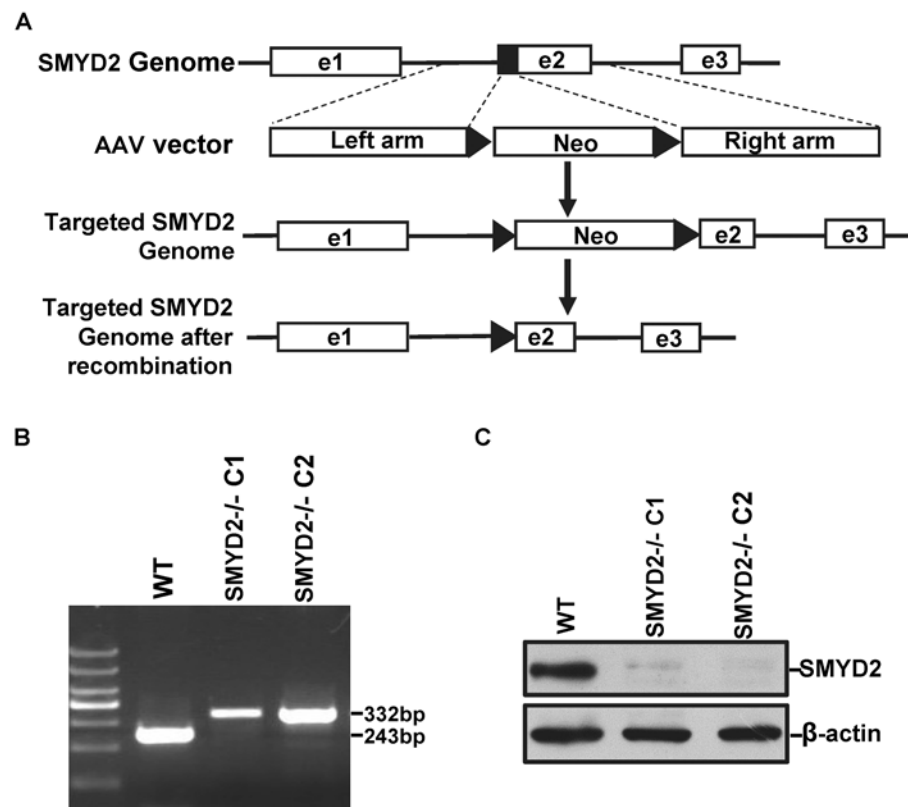 A
SMYD2 Genome
e1
e2
e3
AAV vector
Left arm
Neo
Right arm
Targeted SMYD2
Genome
e1
Neo
e2
e3
Targeted SMYD2
Genome after
recombination
e1
e2
e3
B
WT
SMYD2-/- C1
SMYD2-/- C2
332bp
243bp
C
WT
SMYD2-/- C1
SMYD2-/- C2
SMYD2
β-actin